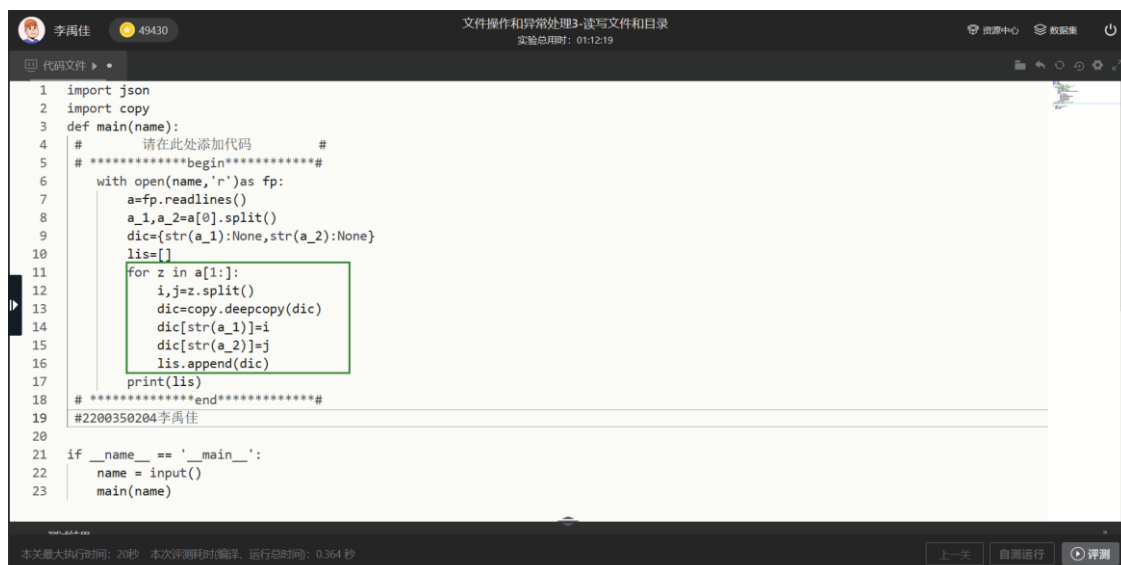 李禹佳
49430
文件操作和异常处理3-读写文件和目录
实验总用时：01:12:19
资源中心
数据集
代码文件
1 import json
2 import copy
3 def main(name):
4 # 请在此处添加代码 #
5 # *************begin************#
6 with open(name,'r')as fp:
7 a=fp.readlines()
8 a_1,a_2=a[0].split()
9 dic={str(a_1):None,str(a_2):None}
10 lis=[]
11 for z in a[1:]:
12 i,j=z.split()
13 dic=copy.deepcopy(dic)
14 dic[str(a_1)]=i
15 dic[str(a_2)]=j
16 lis.append(dic)
17 print(lis)
18 # **************end*************#
19 #2200350204李禹佳
20
21 if __name__ == '__main__':
22 name = input()
23 main(name)
本关最大执行时间：20秒 本次评测耗时(编译、运行总时间)：0.364 秒
上一关
自测运行
评测